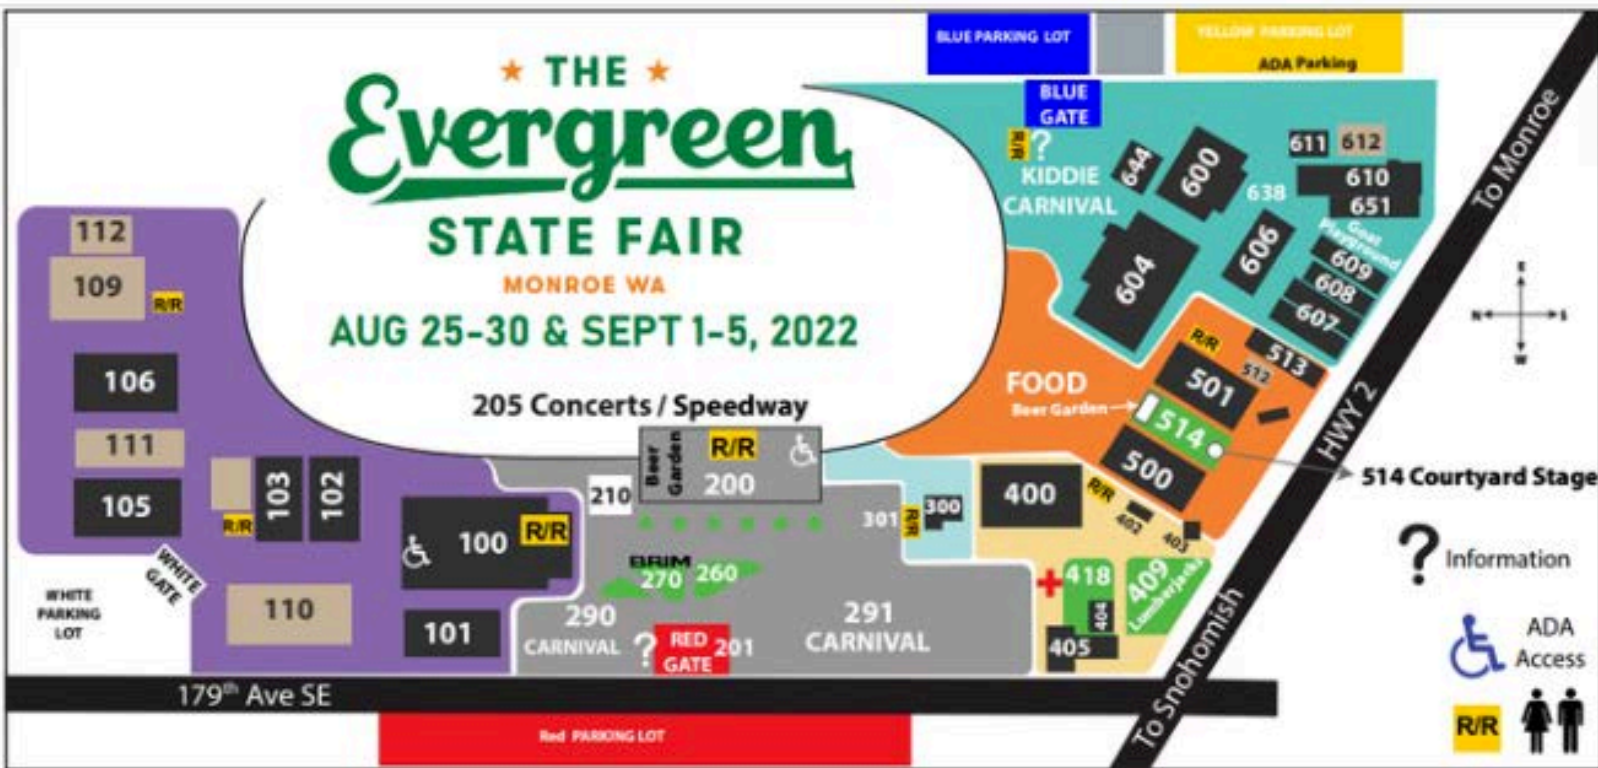 THE
Evergreen
STATE FAIR
MONROE WA
AUG 25-30 & SEPT 1-5, 2022
205 Concerts / Speedway
BLUE PARKING LOT
YELLOW PARKING LOT
ADA Parking
BLUE
GATE
R/R
?
KIDDIE
CARNIVAL
644
600
611
612
610
638
651
Goat
Playground
604
606
609
608
607
To Monroe
E
N
S
W
112
109
R/R
106
111
105
103
102
R/R
WHITE
GATE
WHITE
PARKING
LOT
110
100
R/R
101
210
Beer
Garden
R/R
200
BRIM
270
260
290
CARNIVAL
?
RED
GATE
201
291
CARNIVAL
301
R/R
300
FOOD
Beer Garden
R/R
513
512
501
514
500
HWY 2
514 Courtyard Stage
400
R/R
402
403
418
404
405
409
Lumberjacks
To Snohomish
179th Ave SE
Red PARKING LOT
? Information
ADA
Access
R/R